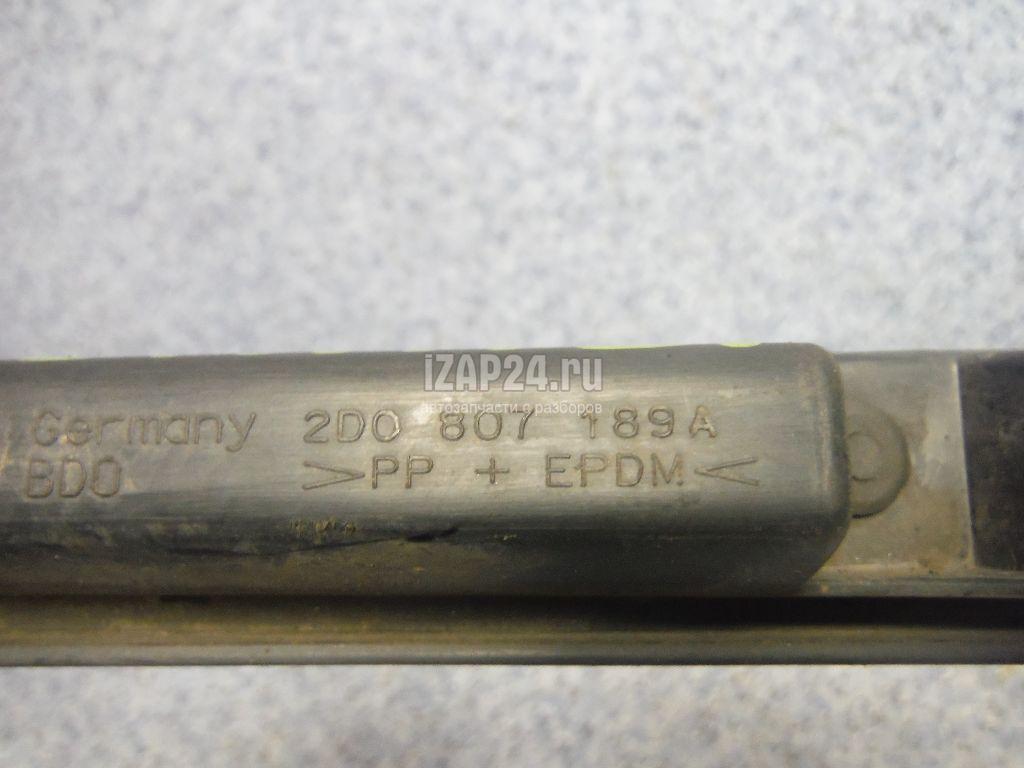 iZAP24.ru
автозапчасти с разборов
Germany 2D0 807 189A
BDO >PP + EPDM<